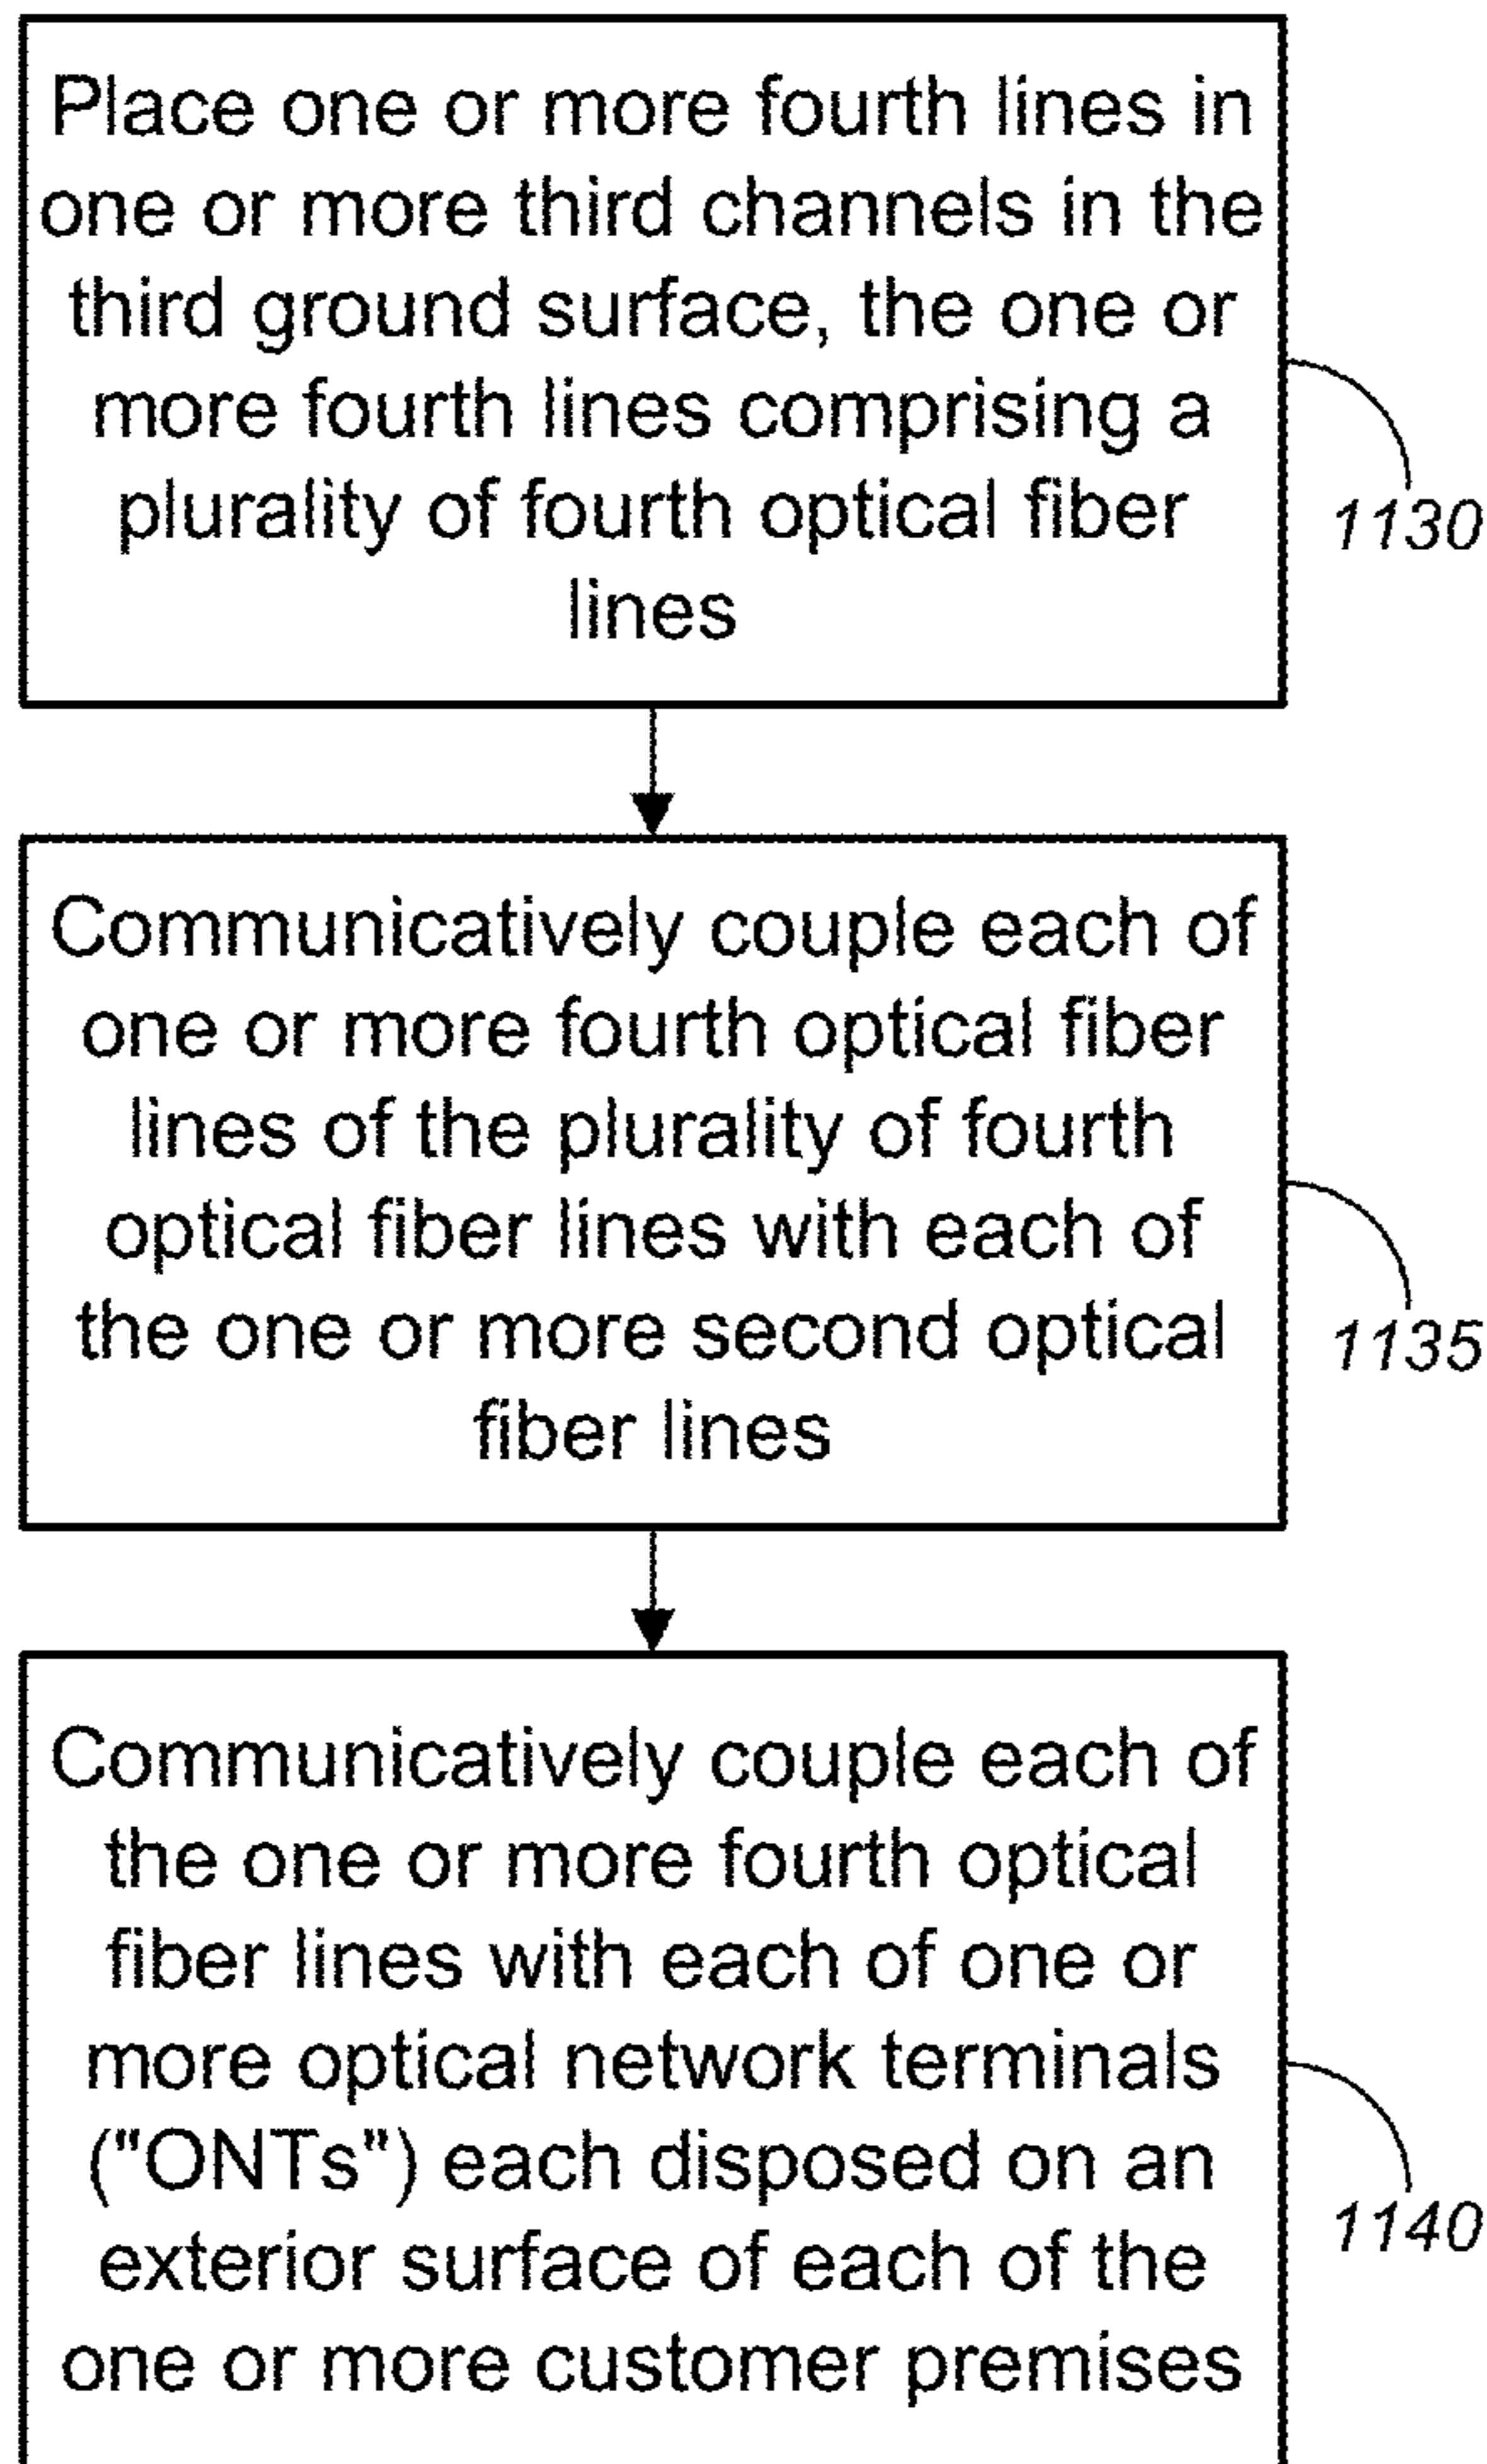 Place one or more fourth lines in
one or more third channels in the
third ground surface, the one or
more fourth lines comprising a
plurality of fourth optical fiber
lines
1130
Communicatively couple each of
one or more fourth optical fiber
lines of the plurality of fourth
optical fiber lines with each of
the one or more second optical
fiber lines
1135
Communicatively couple each of
the one or more fourth optical
fiber lines with each of one or
more optical network terminals
("ONTs") each disposed on an
exterior surface of each of the
one or more customer premises
1140